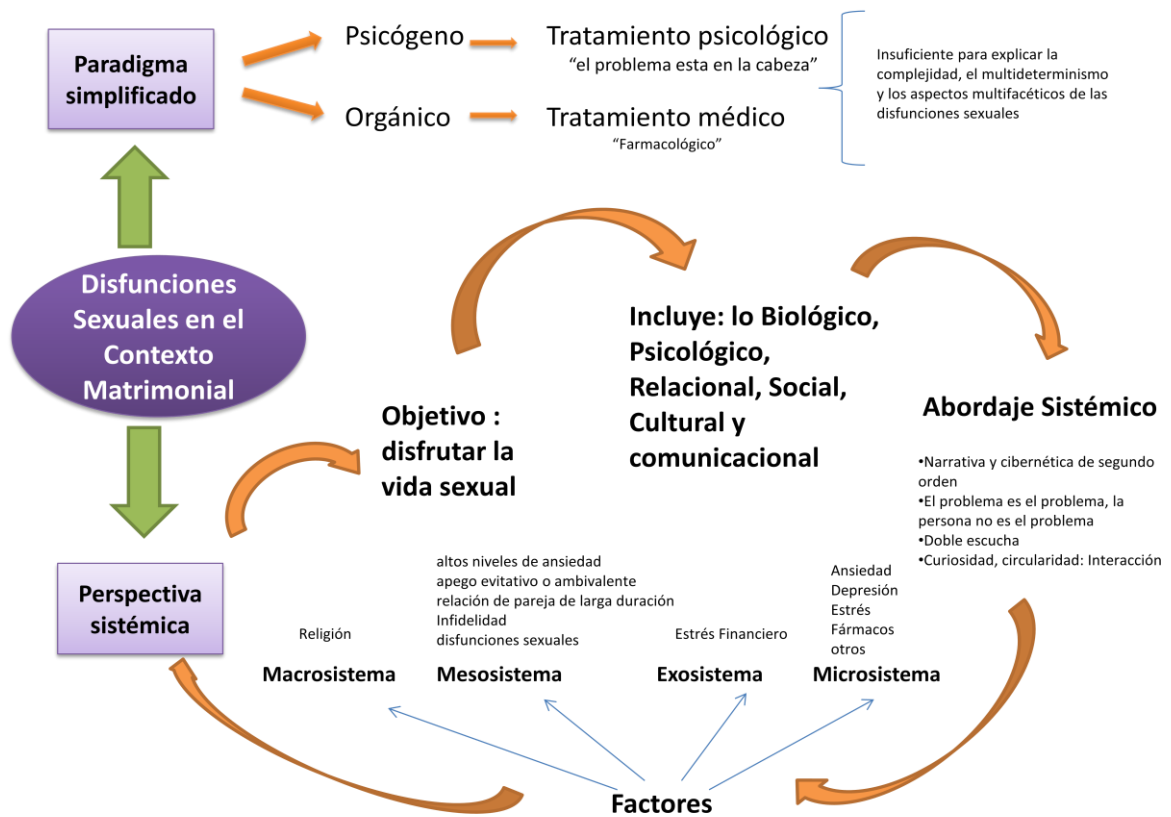 Paradigma
simplificado
Psicógeno
Tratamiento psicológico
“el problema esta en la cabeza”
Orgánico
Tratamiento médico
“Farmacológico”
Insuficiente para explicar la
complejidad, el multideterminismo
y los aspectos multifacéticos de las
disfunciones sexuales
Disfunciones
Sexuales en el
Contexto
Matrimonial
Perspectiva
sistémica
Objetivo :
disfrutar la
vida sexual
Incluye: lo Biológico,
Psicológico,
Relacional, Social,
Cultural y
comunicacional
Abordaje Sistémico
•Narrativa y cibernética de segundo
orden
•El problema es el problema, la
persona no es el problema
•Doble escucha
•Curiosidad, circularidad: Interacción
Religión
Macrosistema
altos niveles de ansiedad
apego evitativo o ambivalente
relación de pareja de larga duración
Infidelidad
disfunciones sexuales
Mesosistema
Estrés Financiero
Exosistema
Ansiedad
Depresión
Estrés
Fármacos
otros
Microsistema
Factores